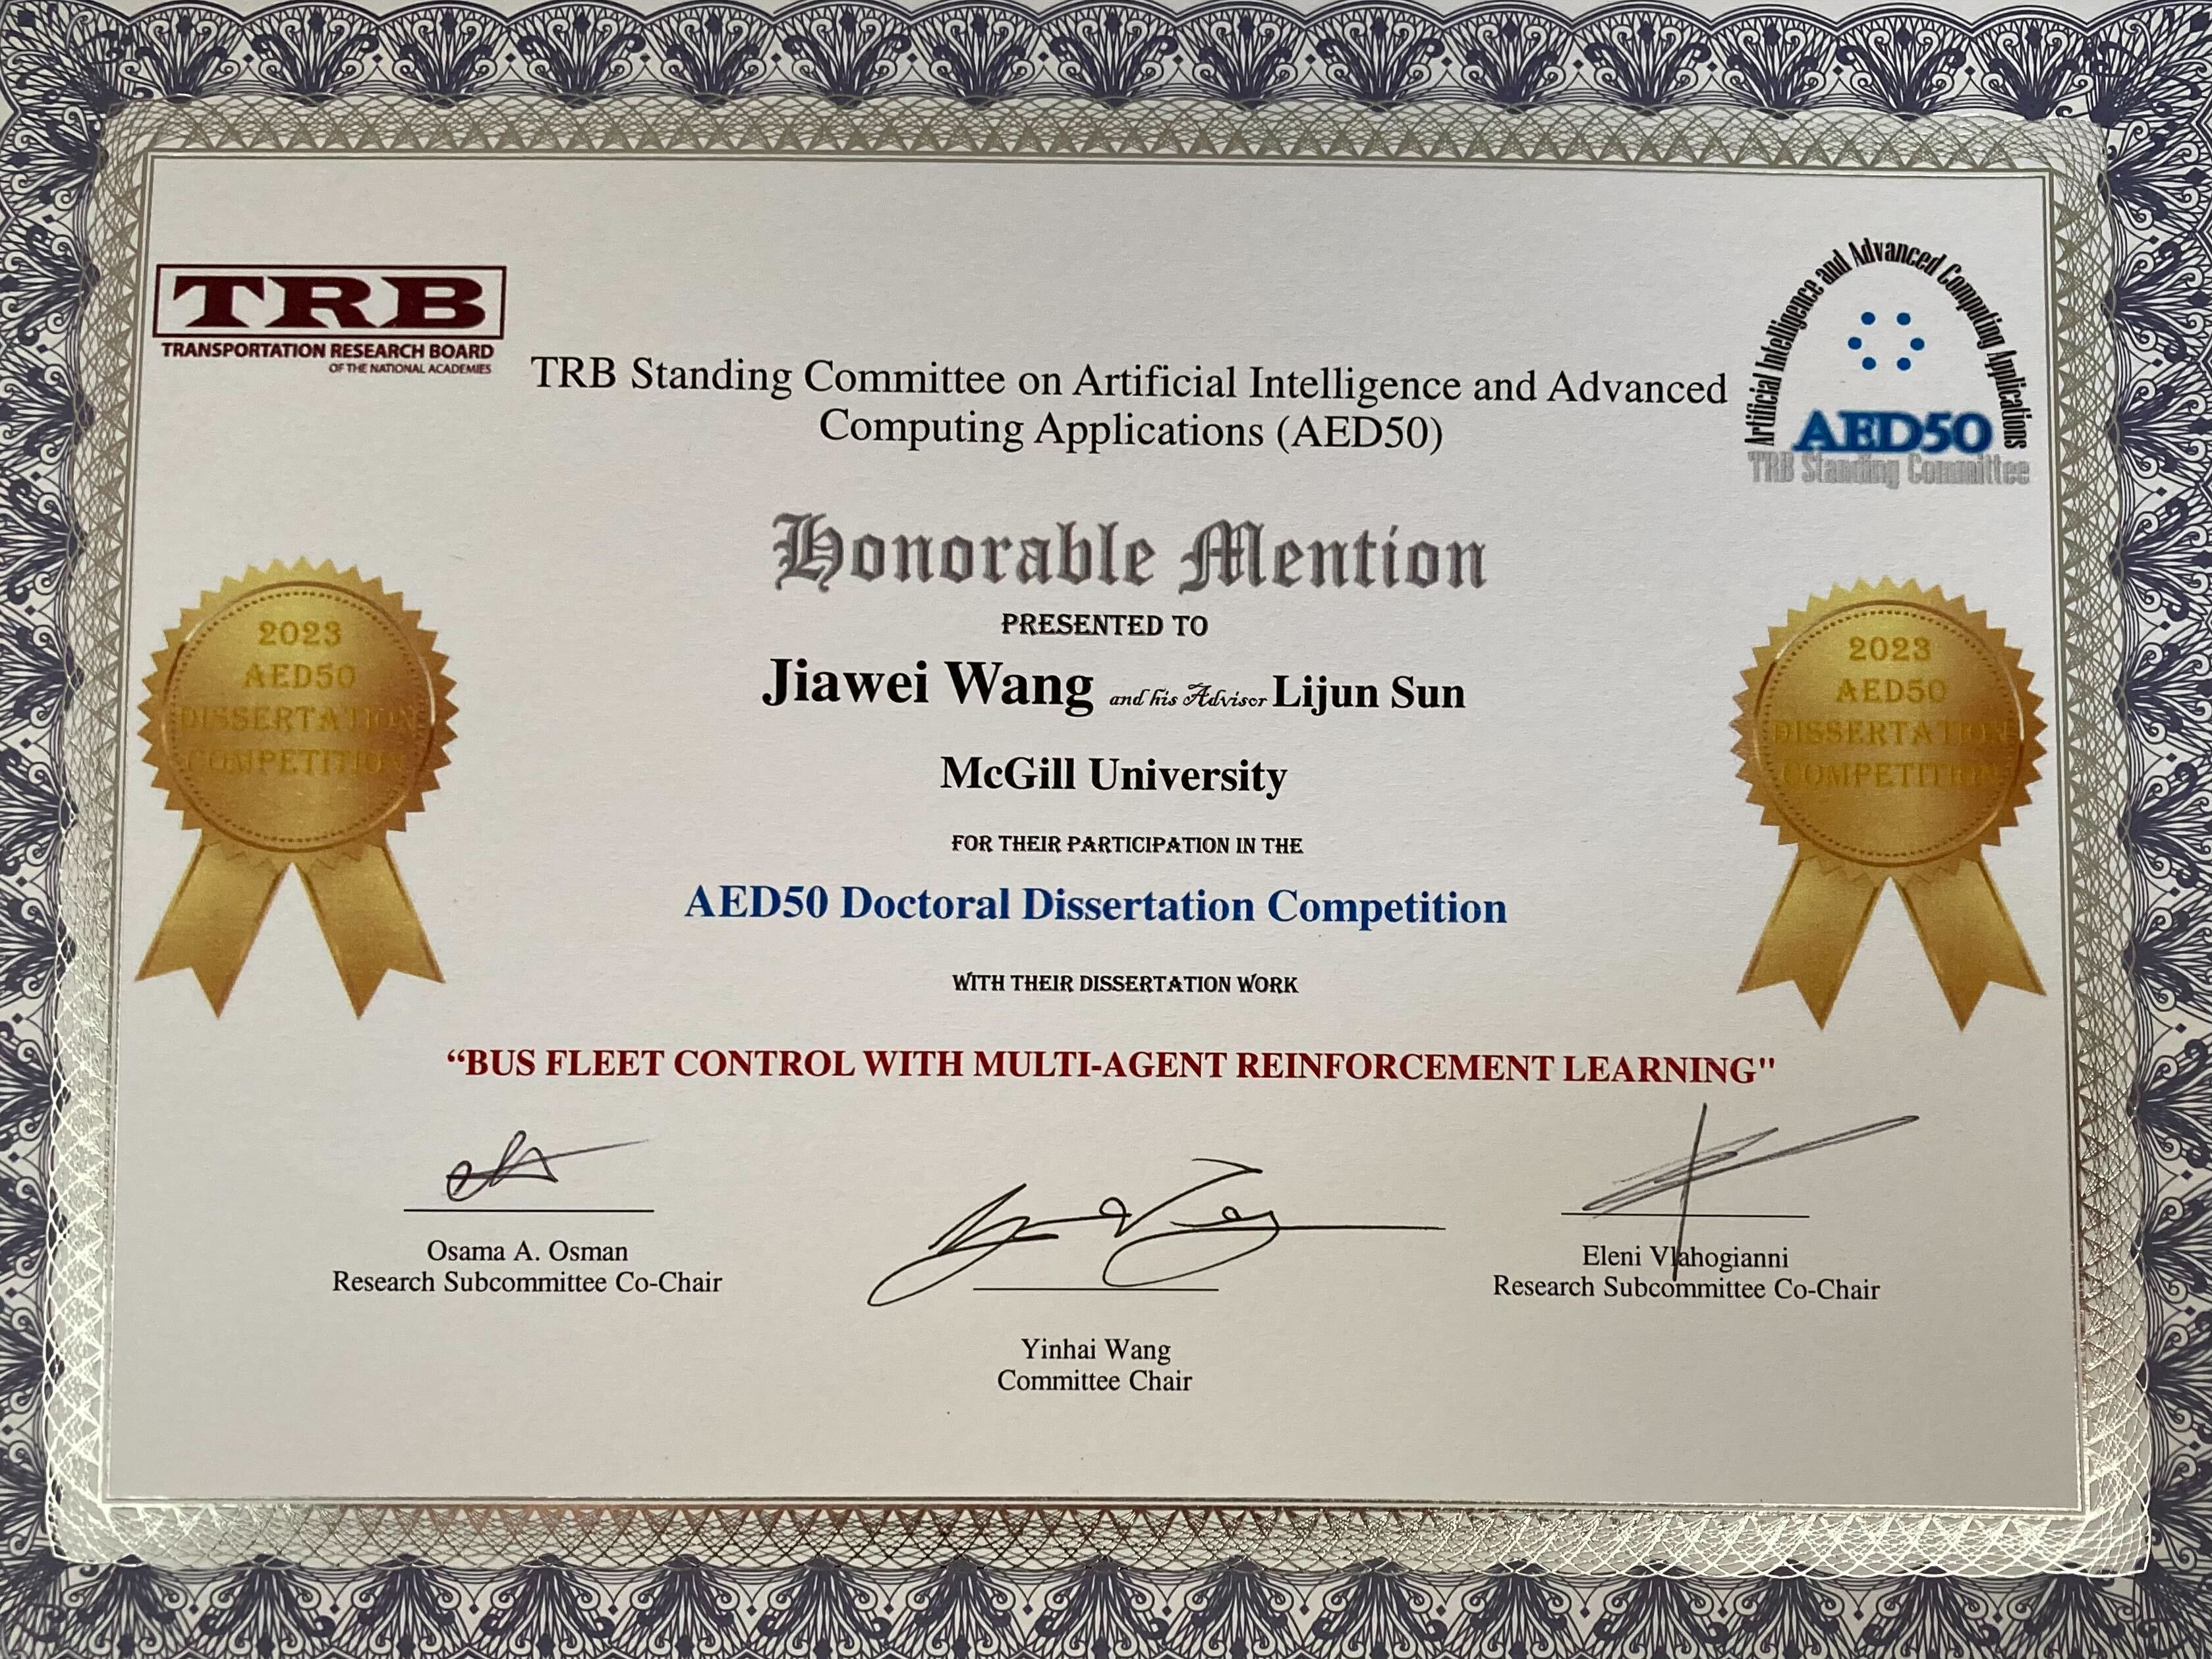 TRB
TRANSPORTATION RESEARCH BOARD
OF THE NATIONAL ACADEMIES
Artificial Intelligence and Advanced Computing Applications
AED50
TRB Standing Committee
TRB Standing Committee on Artificial Intelligence and Advanced
Computing Applications (AED50)
Honorable Mention
PRESENTED TO
Jiawei Wang and his Advisor Lijun Sun
McGill University
FOR THEIR PARTICIPATION IN THE
AED50 Doctoral Dissertation Competition
WITH THEIR DISSERTATION WORK
“BUS FLEET CONTROL WITH MULTI-AGENT REINFORCEMENT LEARNING"
2023
AED50
DISSERTATION
COMPETITION
2023
AED50
DISSERTATION
COMPETITION
Osama A. Osman
Research Subcommittee Co-Chair
Yinhai Wang
Committee Chair
Eleni Vlahogianni
Research Subcommittee Co-Chair